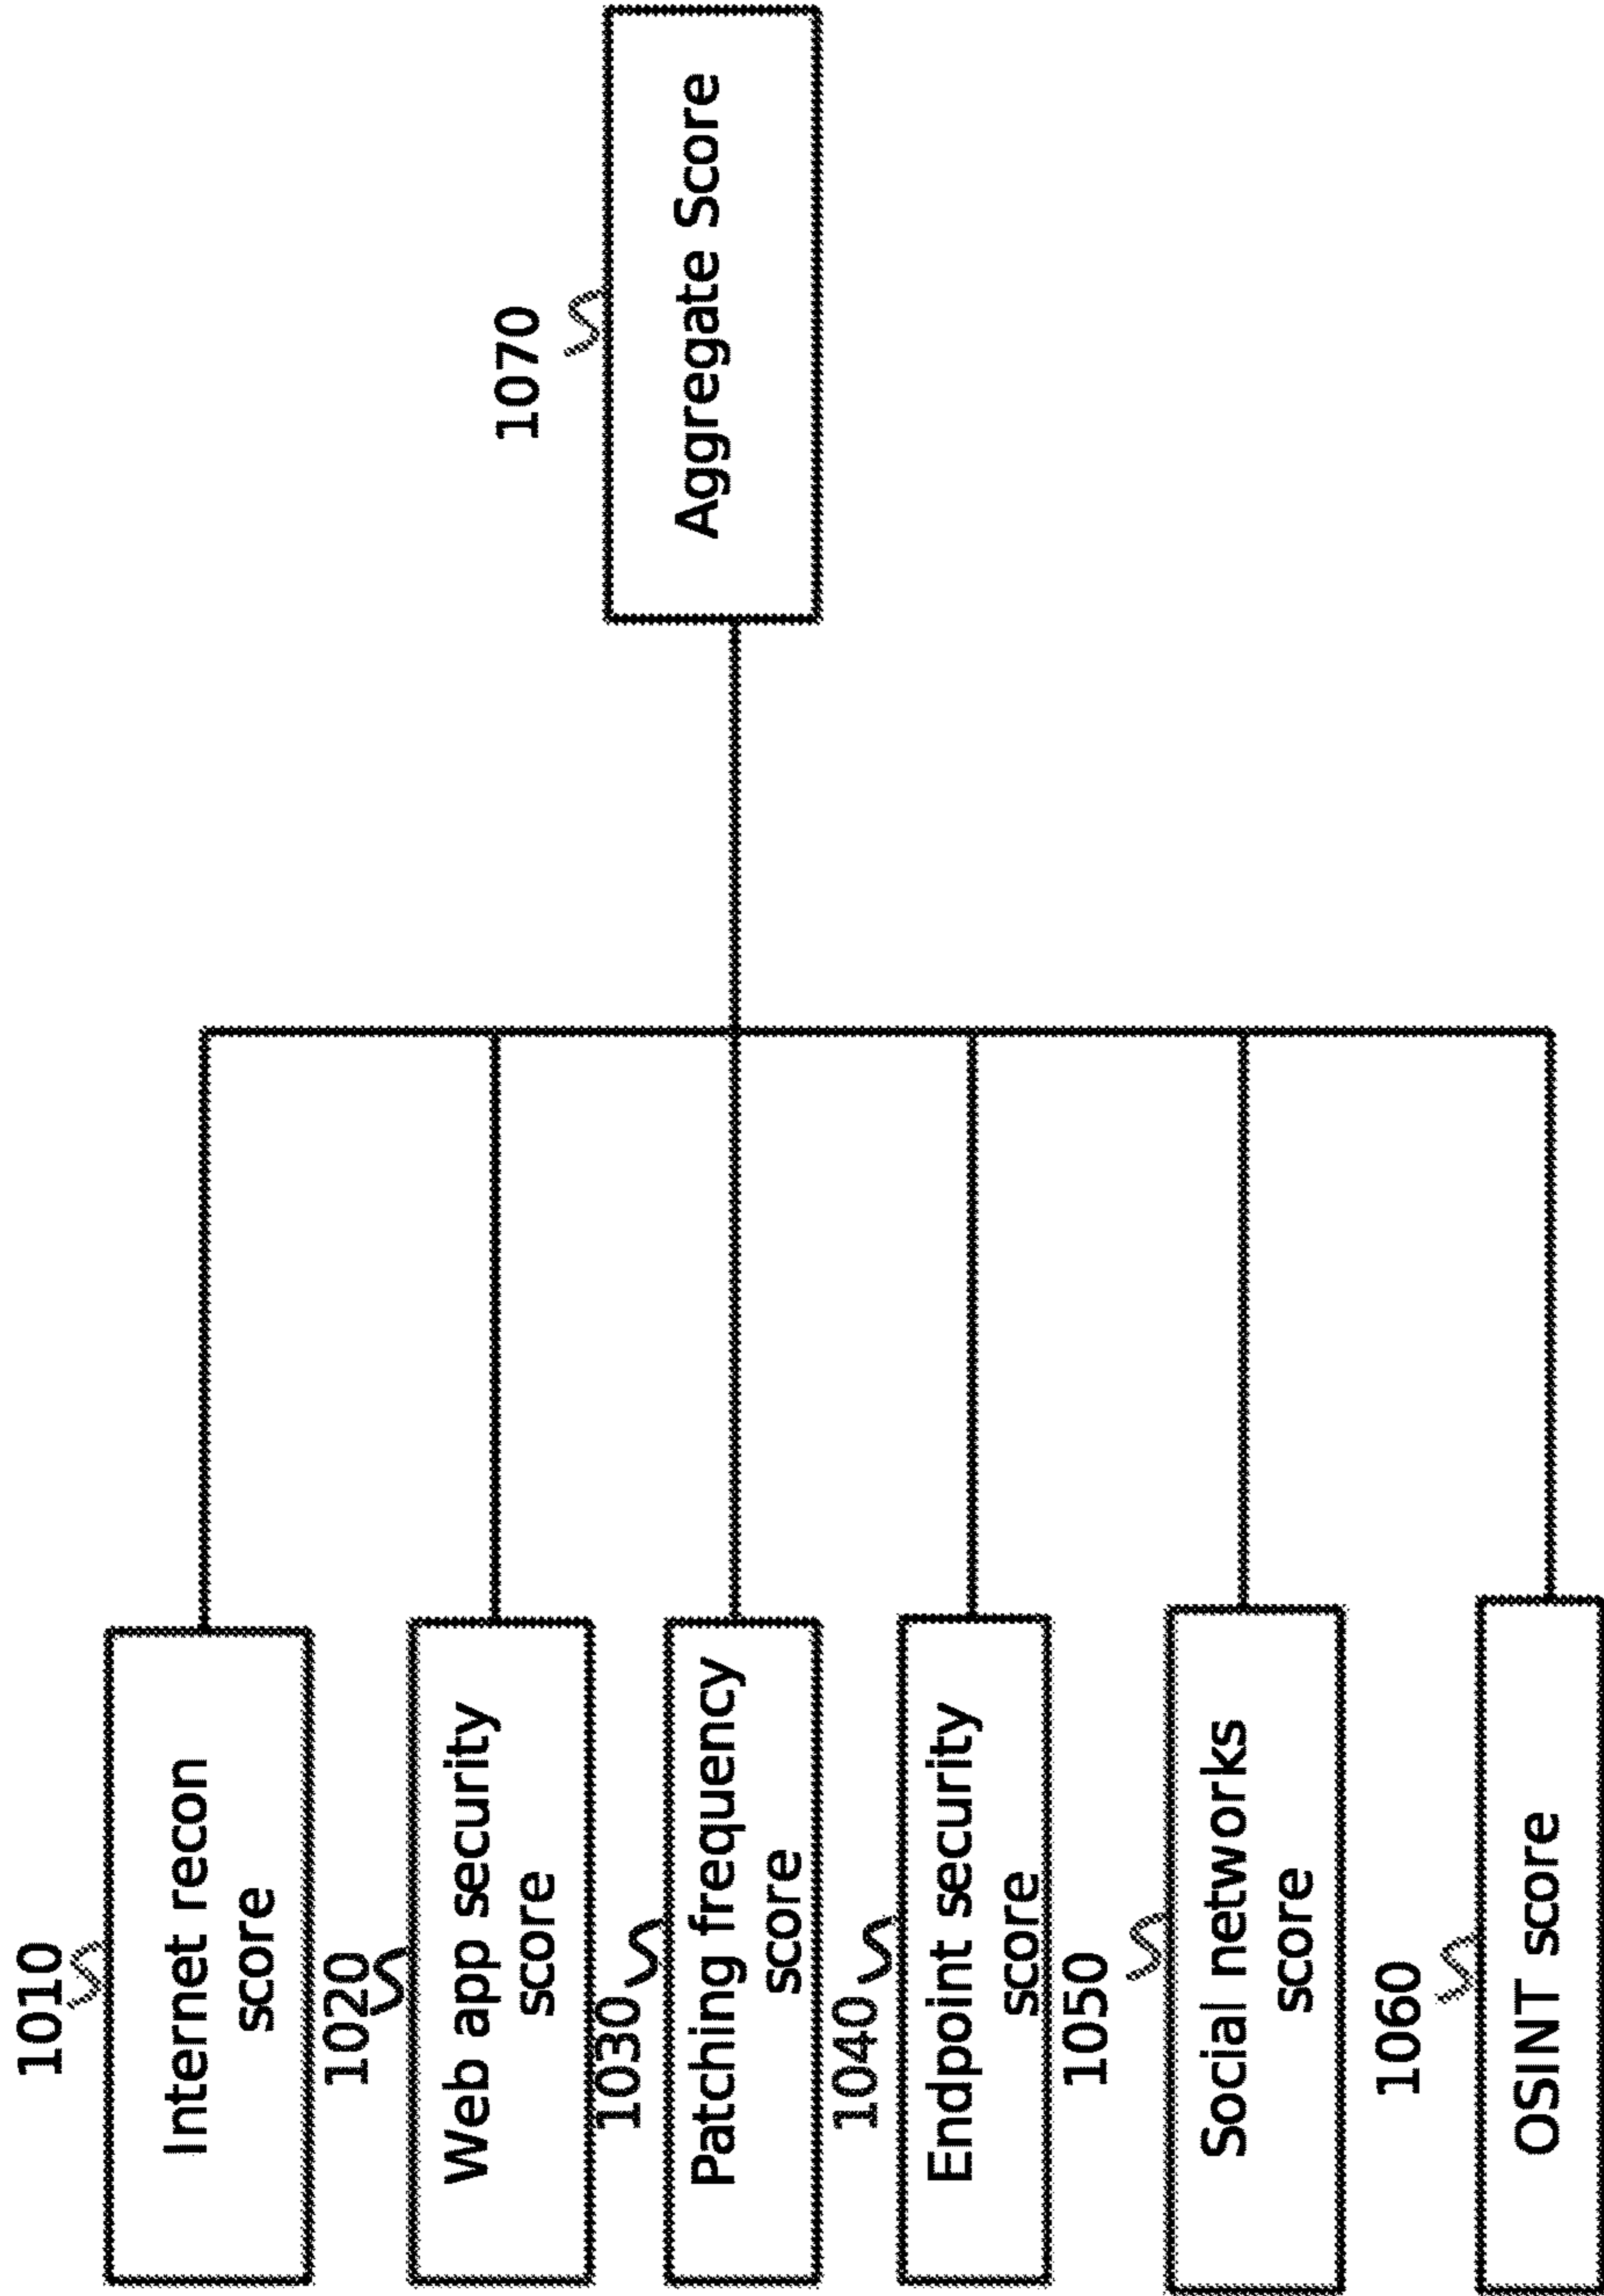 1010
Internet recon
score
1020
Web app security
score
1030
Patching frequency
score
1040
Endpoint security
score
1050
Social networks
score
1060
OSINT score
1070
Aggregate Score